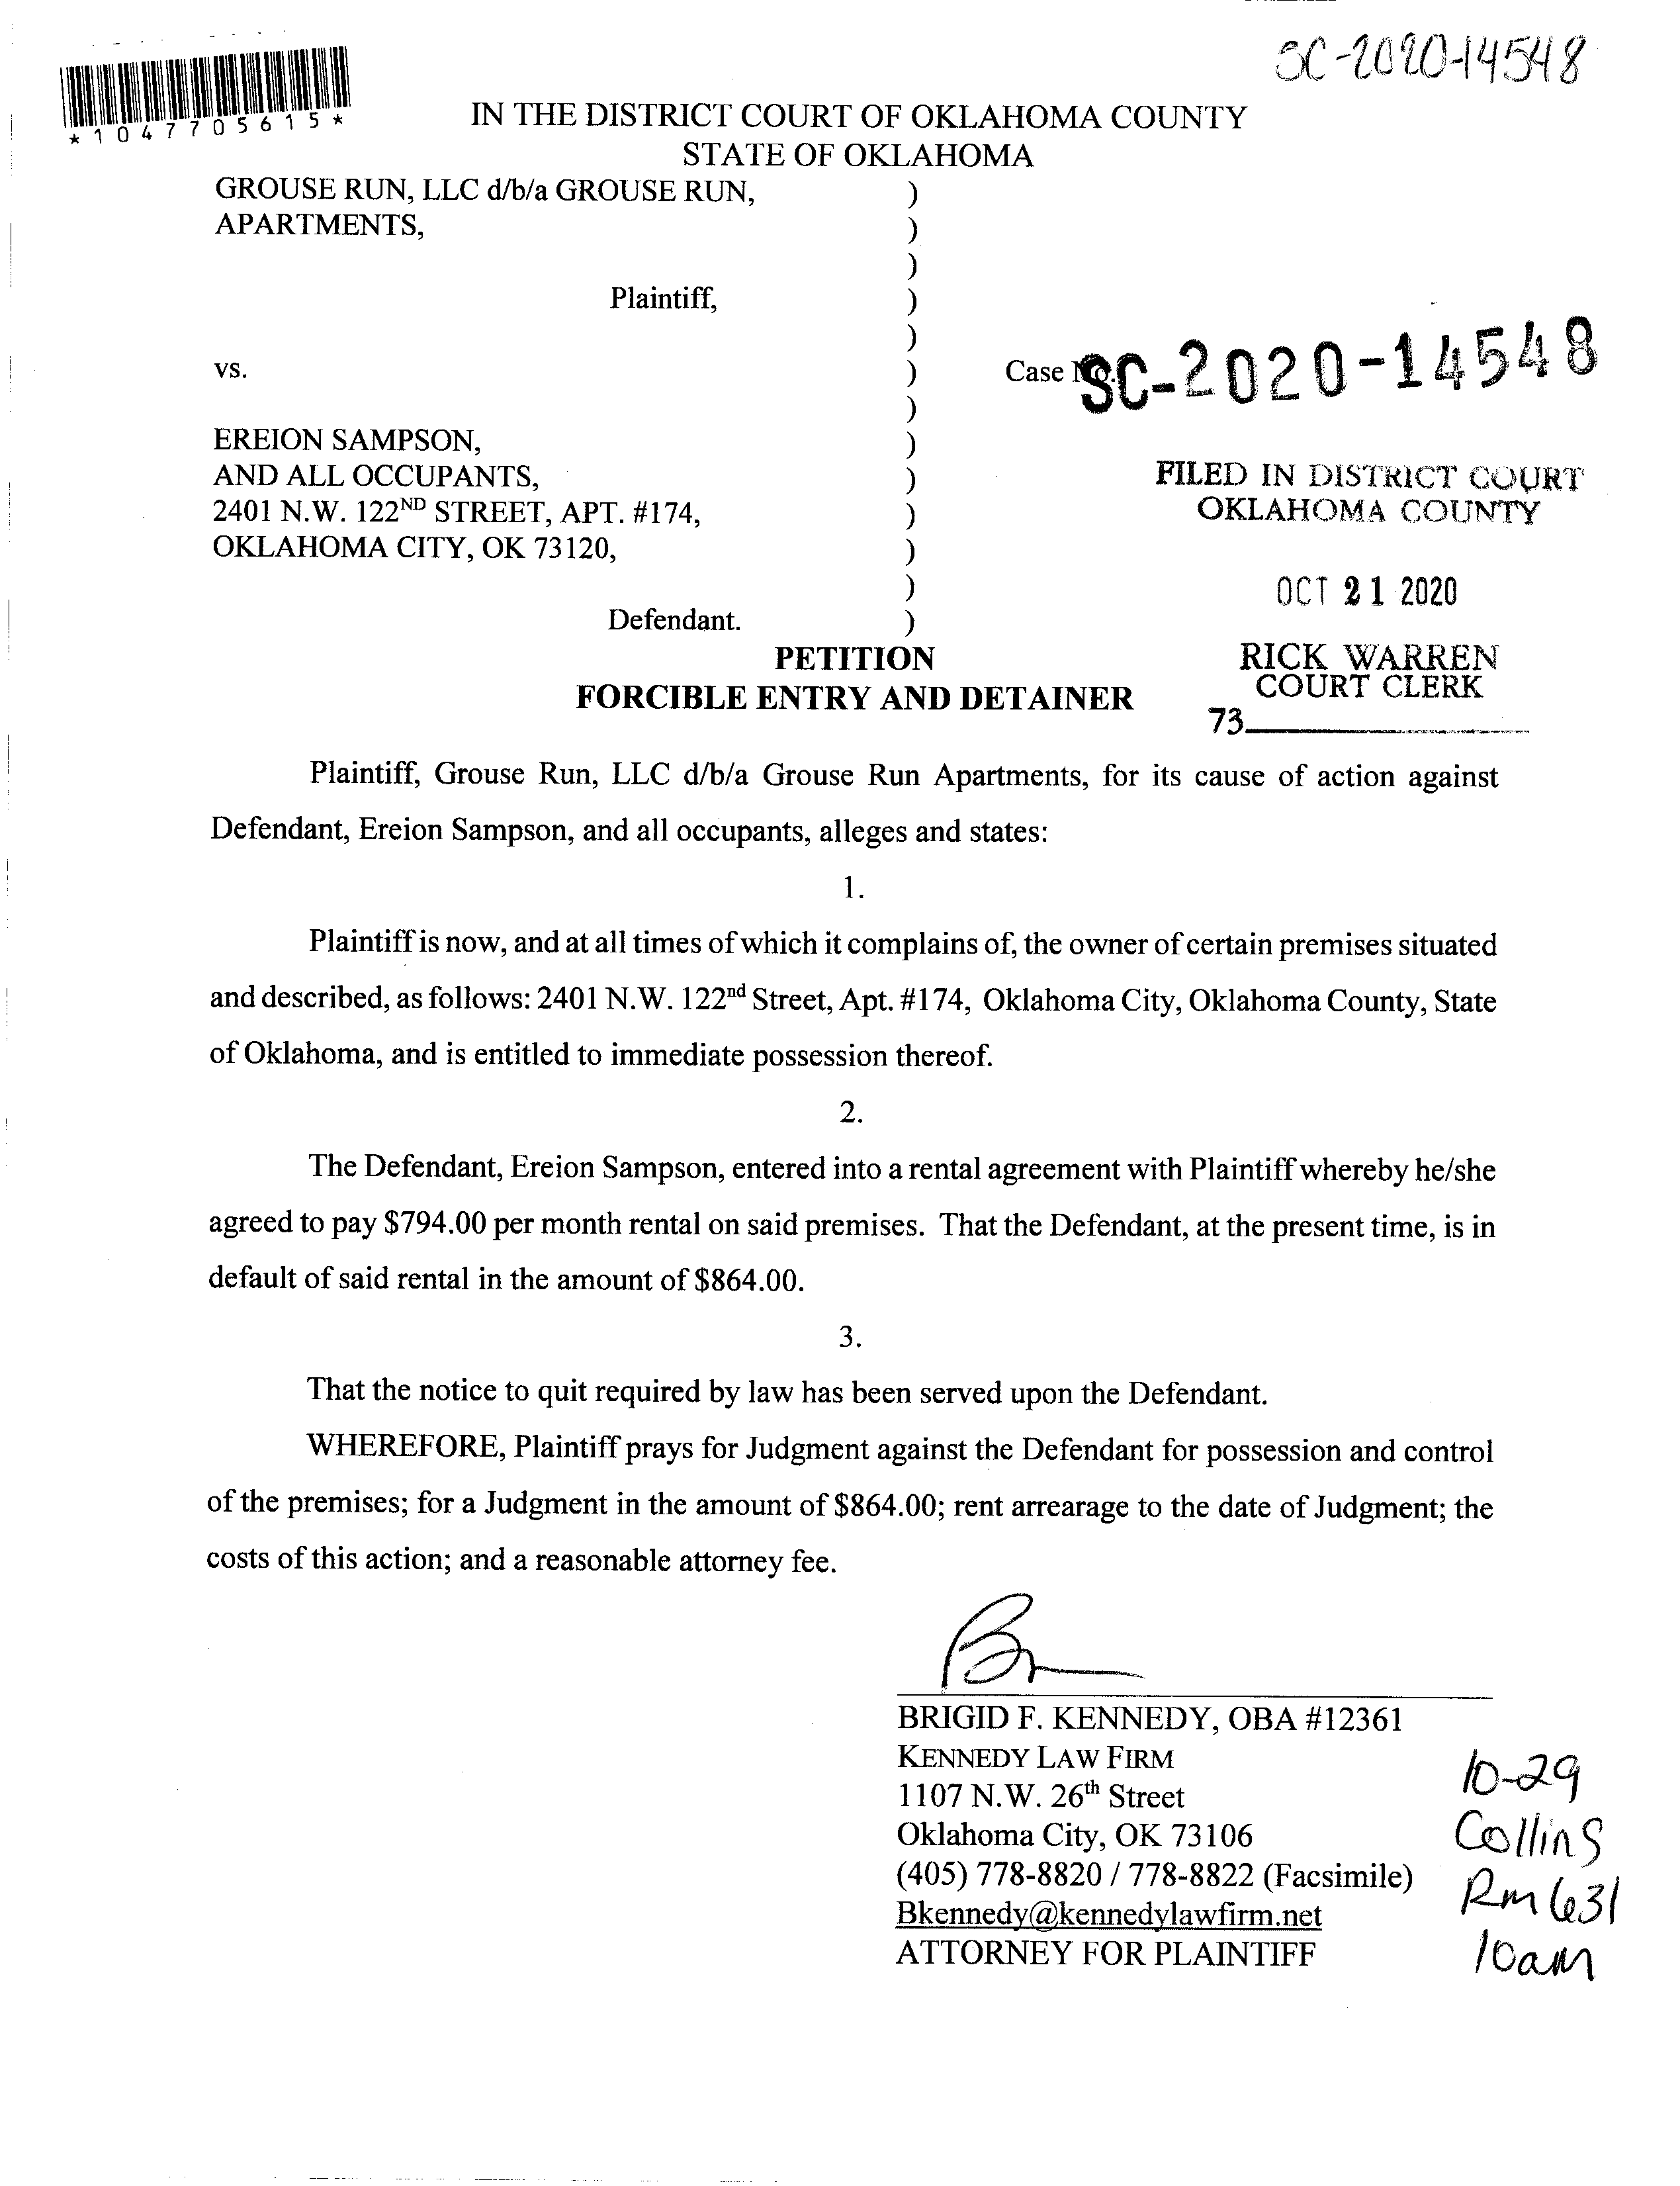 SC-2020-14548
*1047705615*
IN THE DISTRICT COURT OF OKLAHOMA COUNTY
STATE OF OKLAHOMA
GROUSE RUN, LLC d/b/a GROUSE RUN, )
APARTMENTS, )
)
Plaintiff, )
)
vs. ) Case No. SC-2020-14548
)
EREION SAMPSON, )
AND ALL OCCUPANTS, ) FILED IN DISTRICT COURT
2401 N.W. 122ND STREET, APT. #174, ) OKLAHOMA COUNTY
OKLAHOMA CITY, OK 73120, )
) OCT 21 2020
Defendant. )
PETITION RICK WARREN
FORCIBLE ENTRY AND DETAINER COURT CLERK
73
Plaintiff, Grouse Run, LLC d/b/a Grouse Run Apartments, for its cause of action against
Defendant, Ereion Sampson, and all occupants, alleges and states:
1.
Plaintiff is now, and at all times of which it complains of, the owner of certain premises situated
and described, as follows: 2401 N.W. 122nd Street, Apt. #174, Oklahoma City, Oklahoma County, State
of Oklahoma, and is entitled to immediate possession thereof.
2.
The Defendant, Ereion Sampson, entered into a rental agreement with Plaintiff whereby he/she
agreed to pay $794.00 per month rental on said premises. That the Defendant, at the present time, is in
default of said rental in the amount of $864.00.
3.
That the notice to quit required by law has been served upon the Defendant.
WHEREFORE, Plaintiff prays for Judgment against the Defendant for possession and control
of the premises; for a Judgment in the amount of $864.00; rent arrearage to the date of Judgment; the
costs of this action; and a reasonable attorney fee.
BRIGID F. KENNEDY, OBA #12361
KENNEDY LAW FIRM
1107 N.W. 26th Street
Oklahoma City, OK 73106
(405) 778-8820 / 778-8822 (Facsimile)
Bkennedy@kennedylawfirm.net
ATTORNEY FOR PLAINTIFF
10-29
Collins
Rm 631
10am